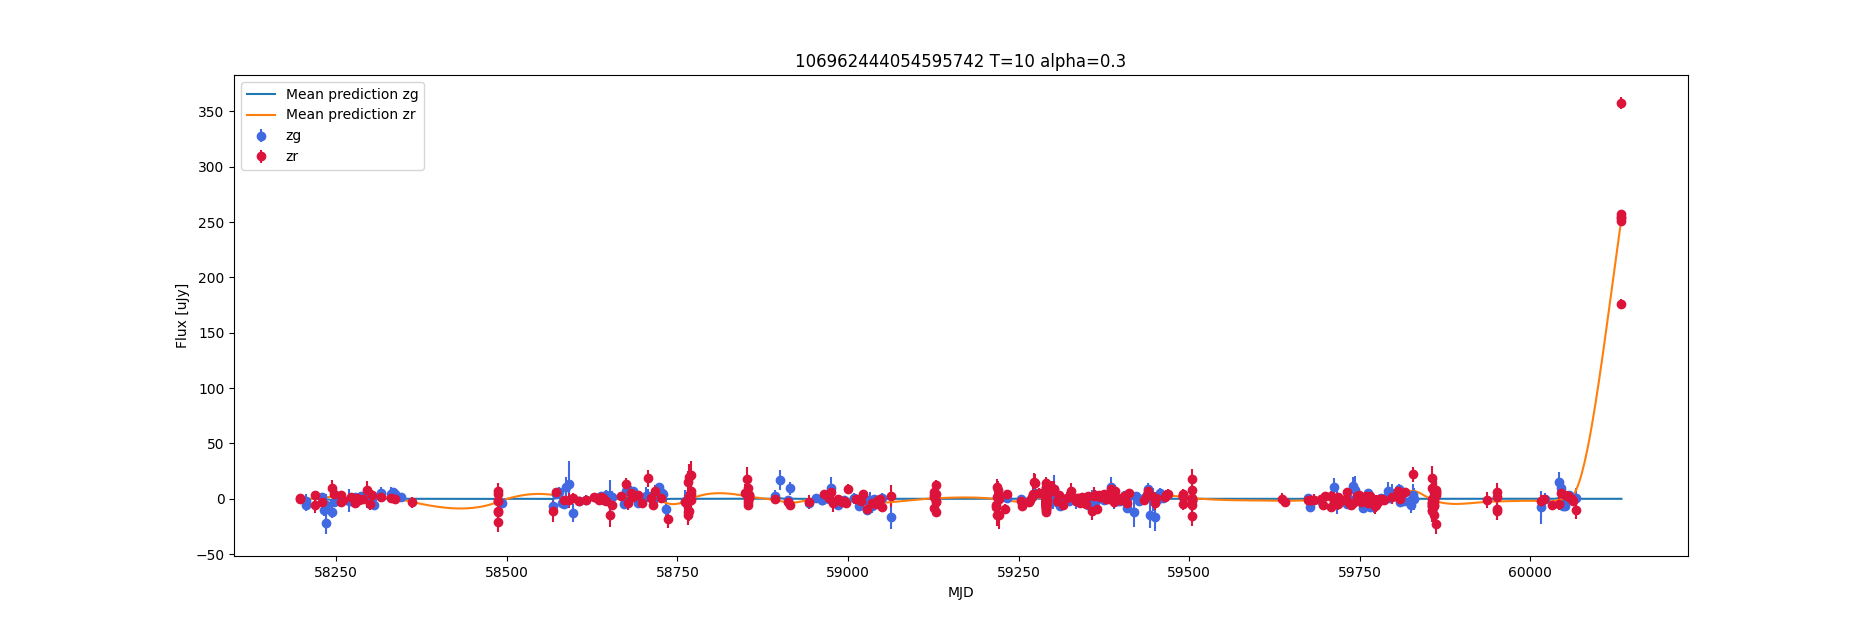 106962444054595742 T=10 alpha=0.3
Mean prediction zg
Mean prediction zr
zg
zr
Flux [uJy]
350
300
250
200
150
100
50
0
−50
58250 58500 58750 59000 59250 59500 59750 60000
MJD